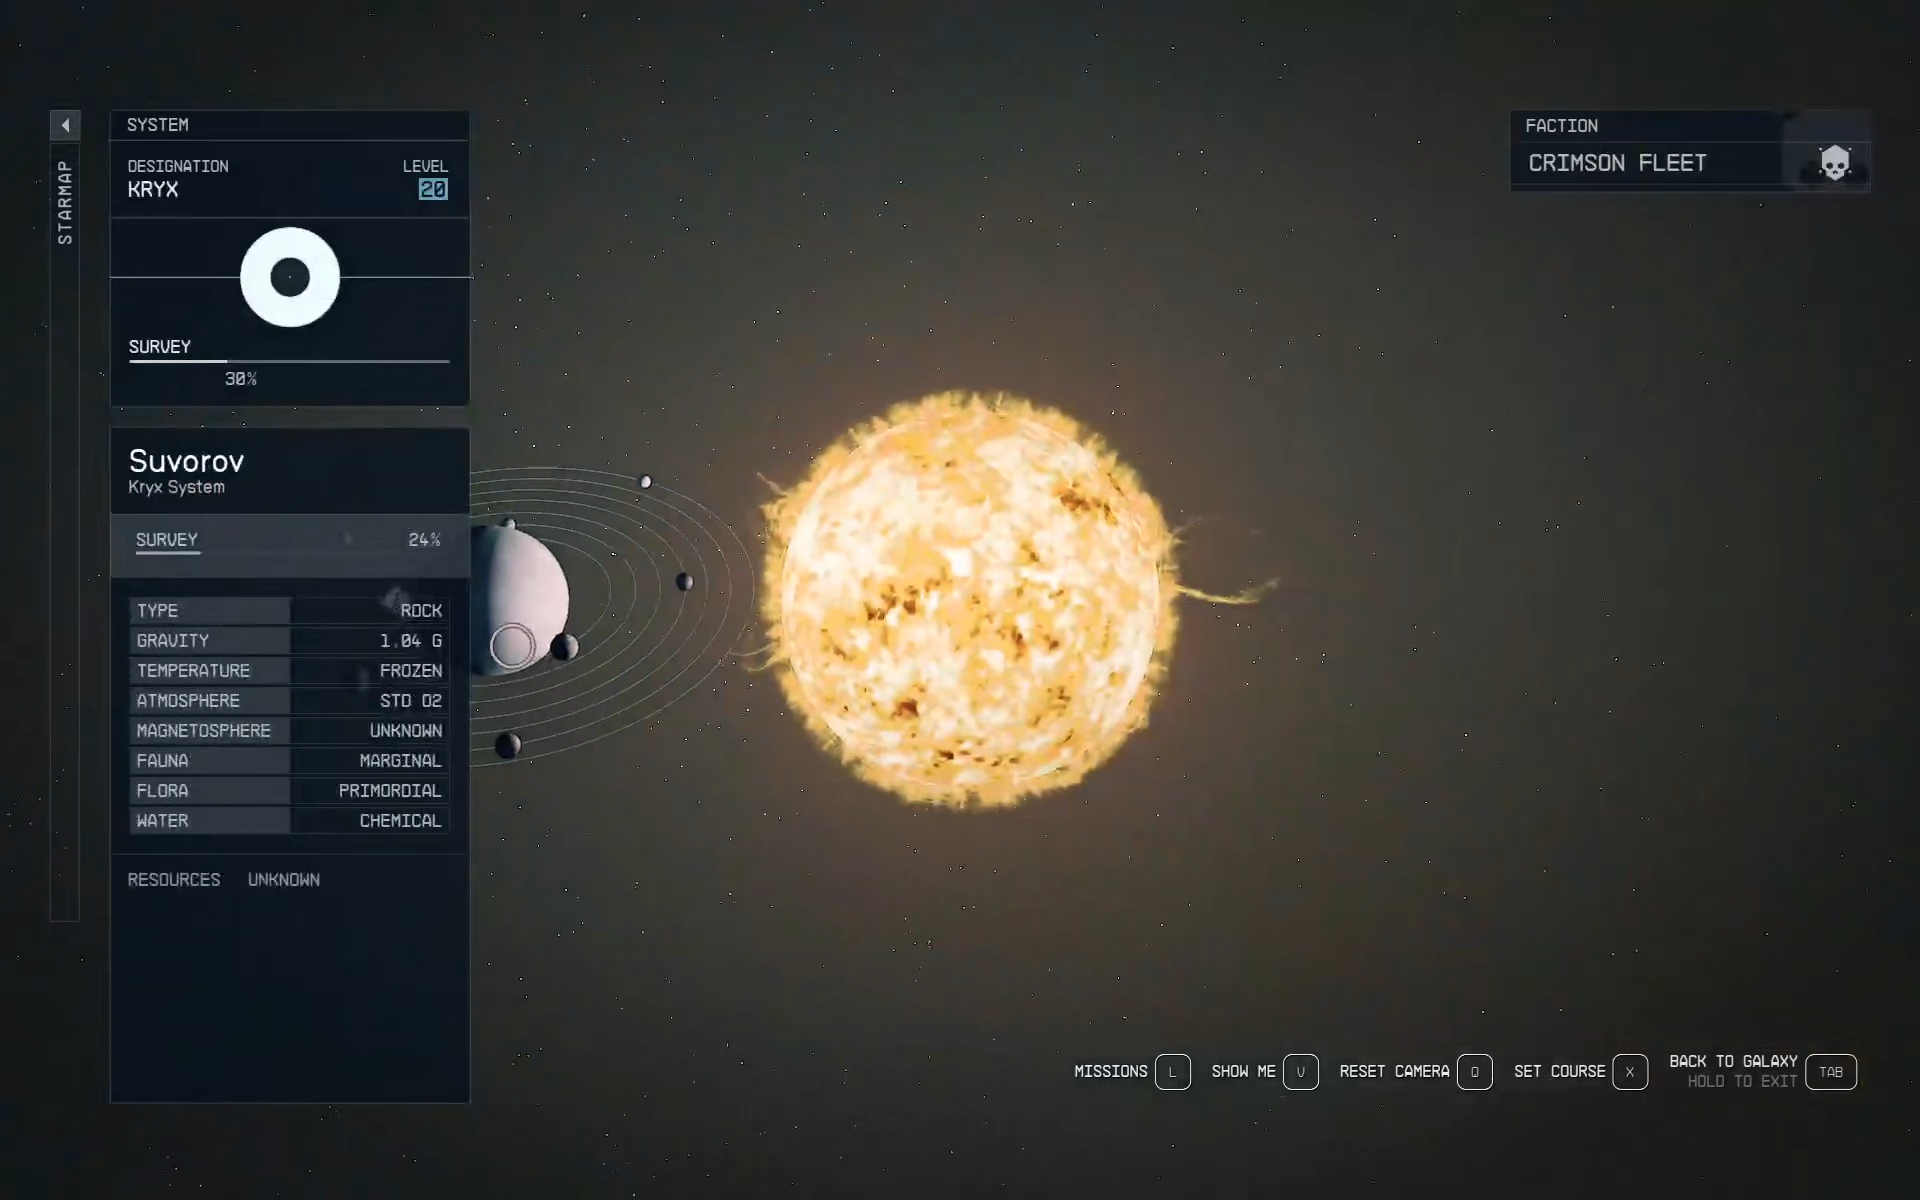 STARMAP
SYSTEM
DESIGNATION LEVEL
KRYX 20
SURVEY
30%
Suvorov
Kryx System
SURVEY 24%
TYPE ROCK
GRAVITY 1.04 G
TEMPERATURE FROZEN
ATMOSPHERE STD O2
MAGNETOSPHERE UNKNOWN
FAUNA MARGINAL
FLORA PRIMORDIAL
WATER CHEMICAL
RESOURCES UNKNOWN
FACTION
CRIMSON FLEET
MISSIONS L SHOW ME V RESET CAMERA Q SET COURSE X BACK TO GALAXY TAB
HOLD TO EXIT